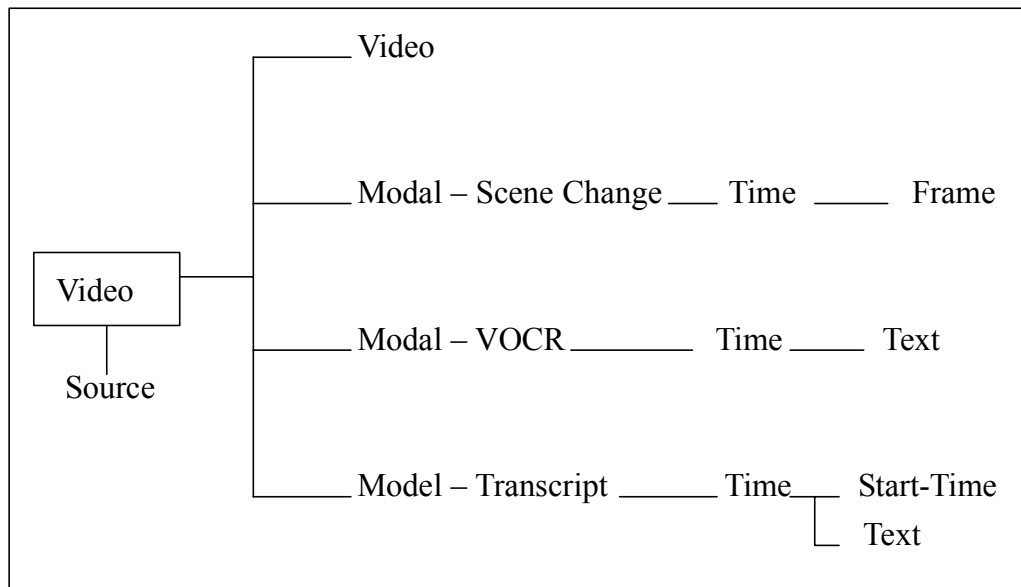 Video
Modal – Scene Change Time Frame
Video
Source
Modal – VOCR Time Text
Model – Transcript Time Start-Time
Text